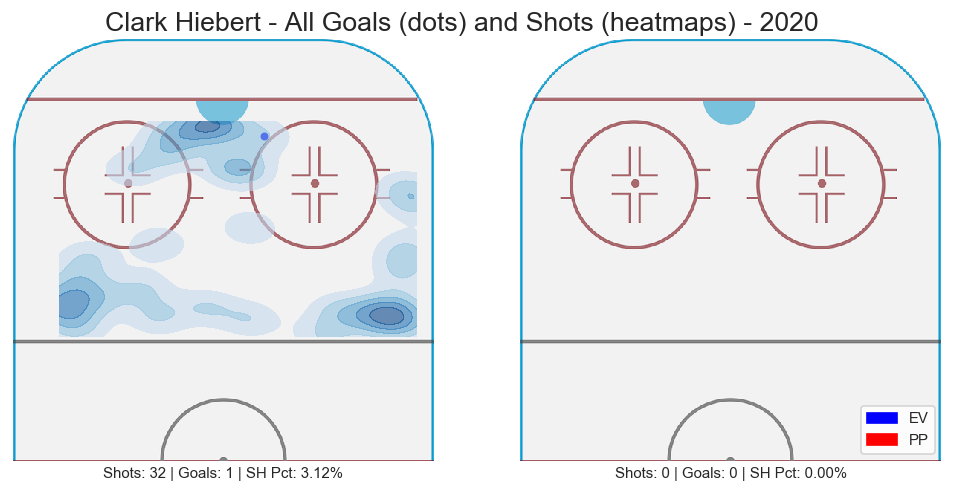 Clark Hiebert - All Goals (dots) and Shots (heatmaps) - 2020
EV
PP
Shots: 32 | Goals: 1 | SH Pct: 3.12%
Shots: 0 | Goals: 0 | SH Pct: 0.00%